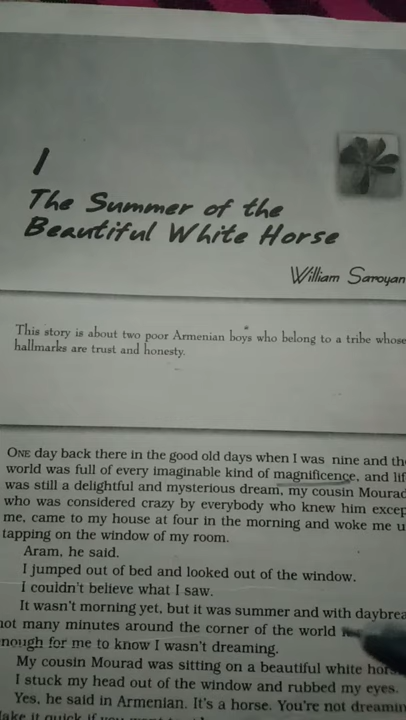 1
The Summer of the
Beautiful White Horse
William Saroyan
This story is about two poor Armenian boys who belong to a tribe whose
hallmarks are trust and honesty.
ONE day back there in the good old days when I was nine and the
world was full of every imaginable kind of magnificence, and lif
was still a delightful and mysterious dream, my cousin Mourad
who was considered crazy by everybody who knew him excep
me, came to my house at four in the morning and woke me u
tapping on the window of my room.
Aram, he said.
I jumped out of bed and looked out of the window.
I couldn't believe what I saw.
It wasn't morning yet, but it was summer and with daybrea
not many minutes around the corner of the world
nough for me to know I wasn't dreaming.
My cousin Mourad was sitting on a beautiful white hors
I stuck my head out of the window and rubbed my eyes.
Yes, he said in Armenian. It's a horse. You're not dreamin